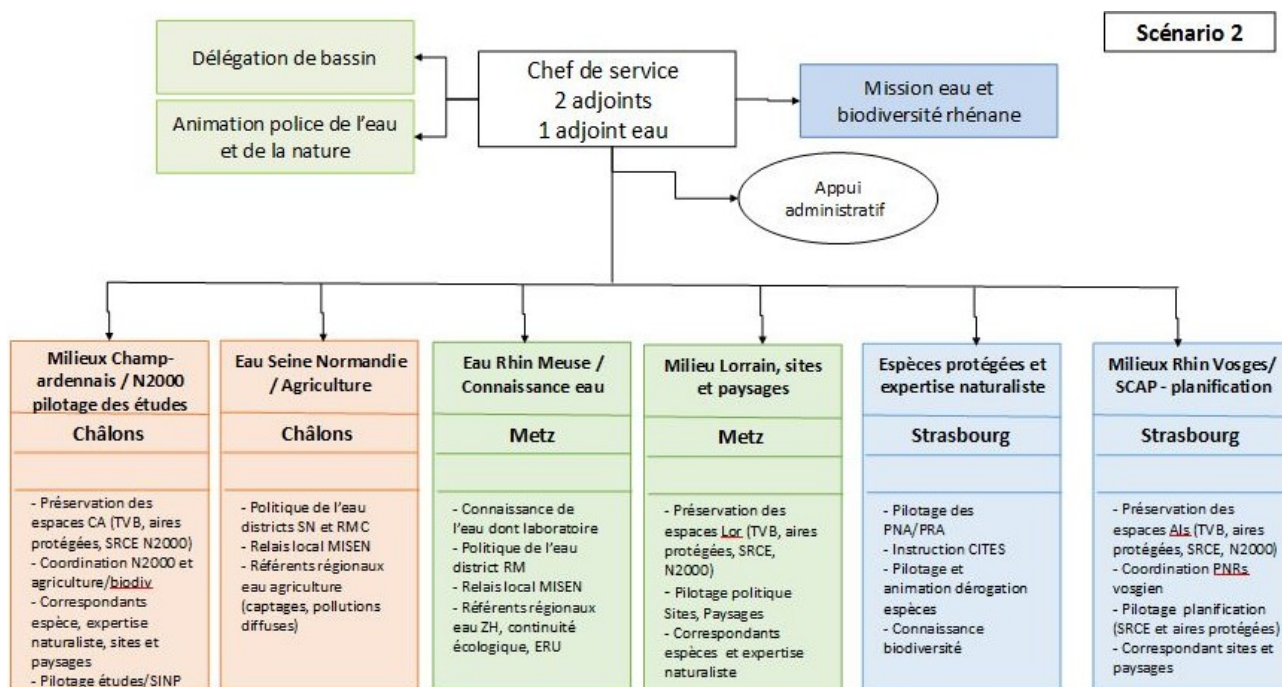 Scénario 2
Délégation de bassin
Animation police de l'eau
et de la nature
Chef de service
2 adjoints
1 adjoint eau
Mission eau et
biodiversité rhénane
Appui
administratif
Milieux Champ-
ardennais / N2000
pilotage des études
Châlons
- Préservation des
espaces CA (TVB, aires
protégées, SRCE N2000)
- Coordination N2000 et
agriculture/biodiv
- Correspondants
espèce, expertise
naturaliste, sites et
paysages
- Pilotage études/SINP
Eau Seine Normandie
/ Agriculture
Châlons
- Politique de l'eau
districts SN et RMC
- Relais local MISEN
- Référents régionaux
eau agriculture
(captages, pollutions
diffuses)
Eau Rhin Meuse /
Connaissance eau
Metz
- Connaissance de
l'eau dont laboratoire
- Politique de l'eau
district RM
- Relais local MISEN
- Référents régionaux
eau ZH, continuité
écologique, ERU
Milieu Lorrain, sites
et paysages
Metz
- Préservation des
espaces Lor (TVB, aires
protégées, SRCE,
N2000)
- Pilotage politique
Sites, Paysages
- Correspondants
espèces et expertise
naturaliste
Espèces protégées et
expertise naturaliste
Strasbourg
- Pilotage des
PNA/PRA
- Instruction CITES
- Pilotage et
animation dérogation
espèces
- Connaissance
biodiversité
Milieux Rhin Vosges/
SCAP - planification
Strasbourg
- Préservation des
espaces Als (TVB, aires
protégées, SRCE, N2000)
- Coordination PNRs
vosgien
- Pilotage planification
(SRCE et aires protégées)
- Correspondant sites et
paysages